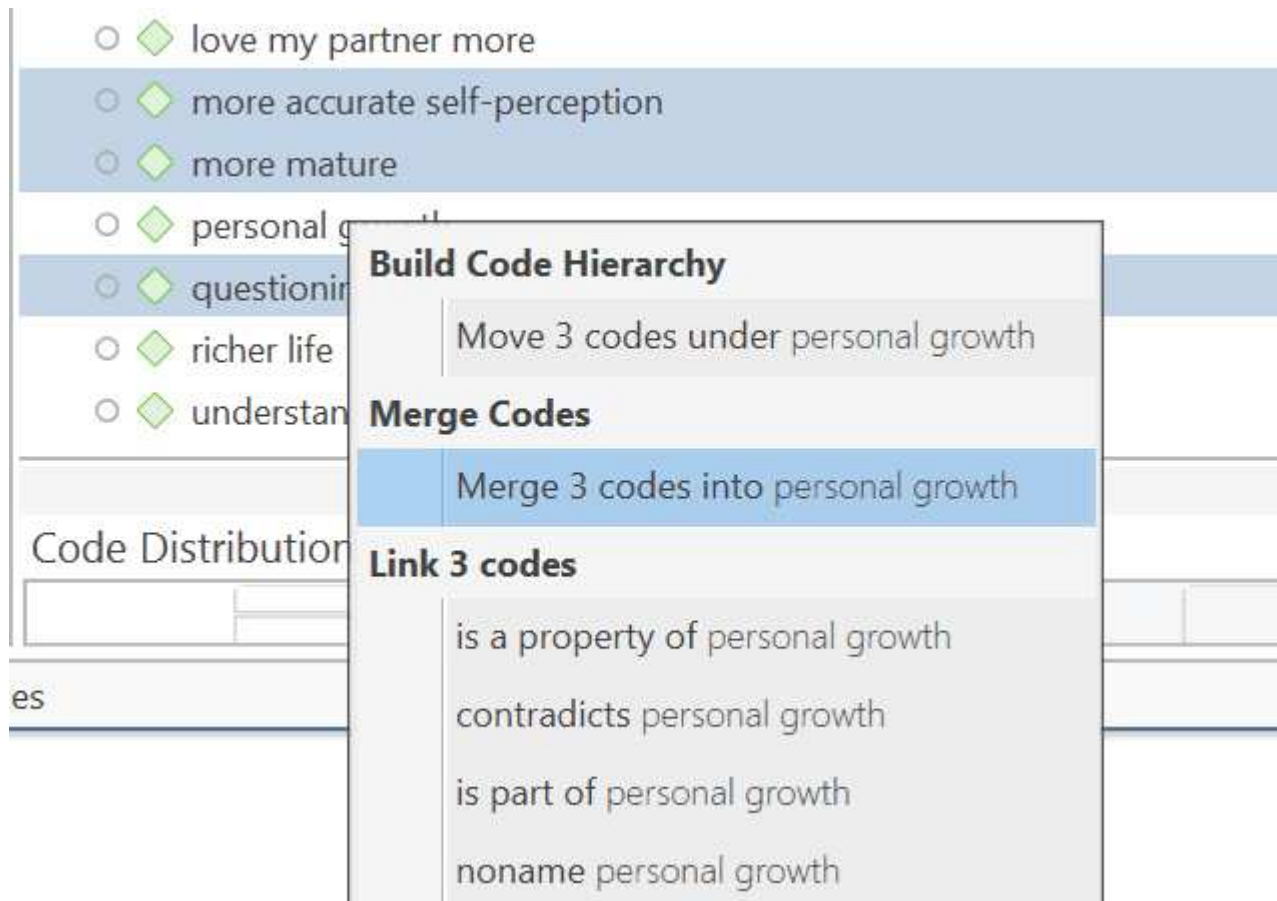 love my partner more
more accurate self-perception
more mature
personal
Build Code Hierarchy
Move 3 codes under personal growth
richer life
Merge Codes
Merge 3 codes into personal growth
Code Distribution
Link 3 codes
is a property of personal growth
es
contradicts personal growth
is part of personal growth
noname personal growth